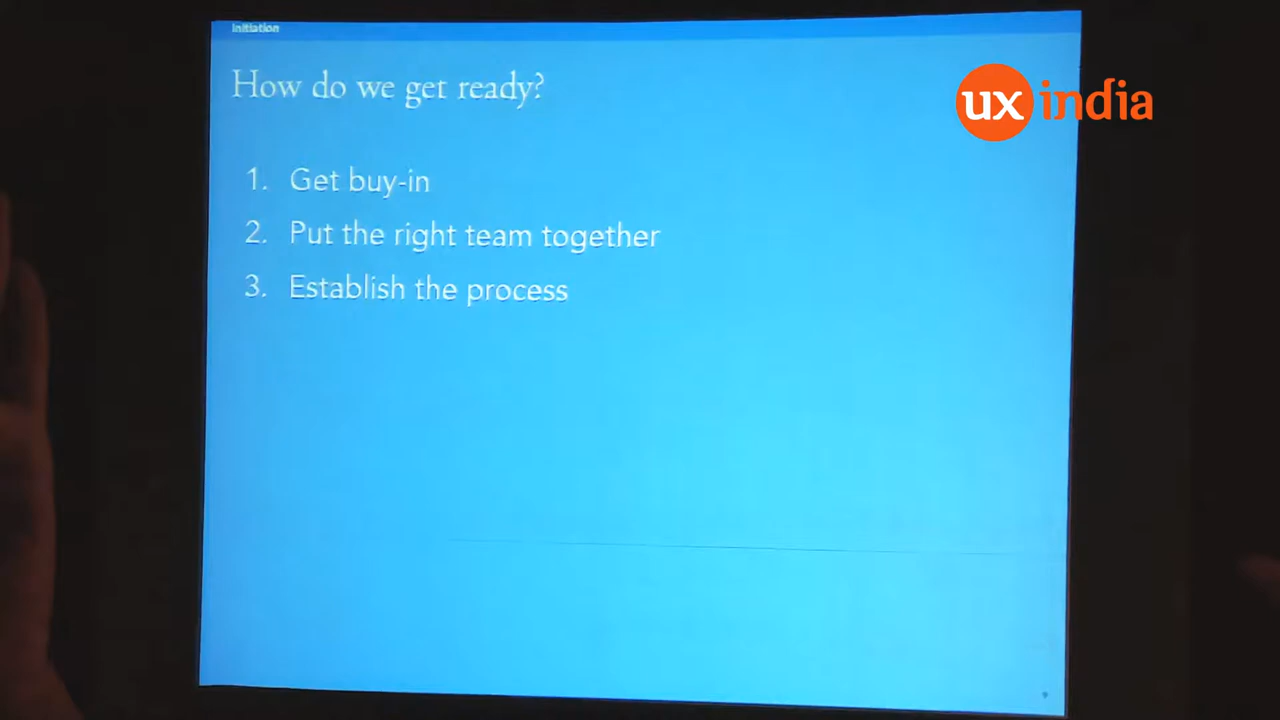 Initiation
How do we get ready?
ux india
1. Get buy-in
2. Put the right team together
3. Establish the process